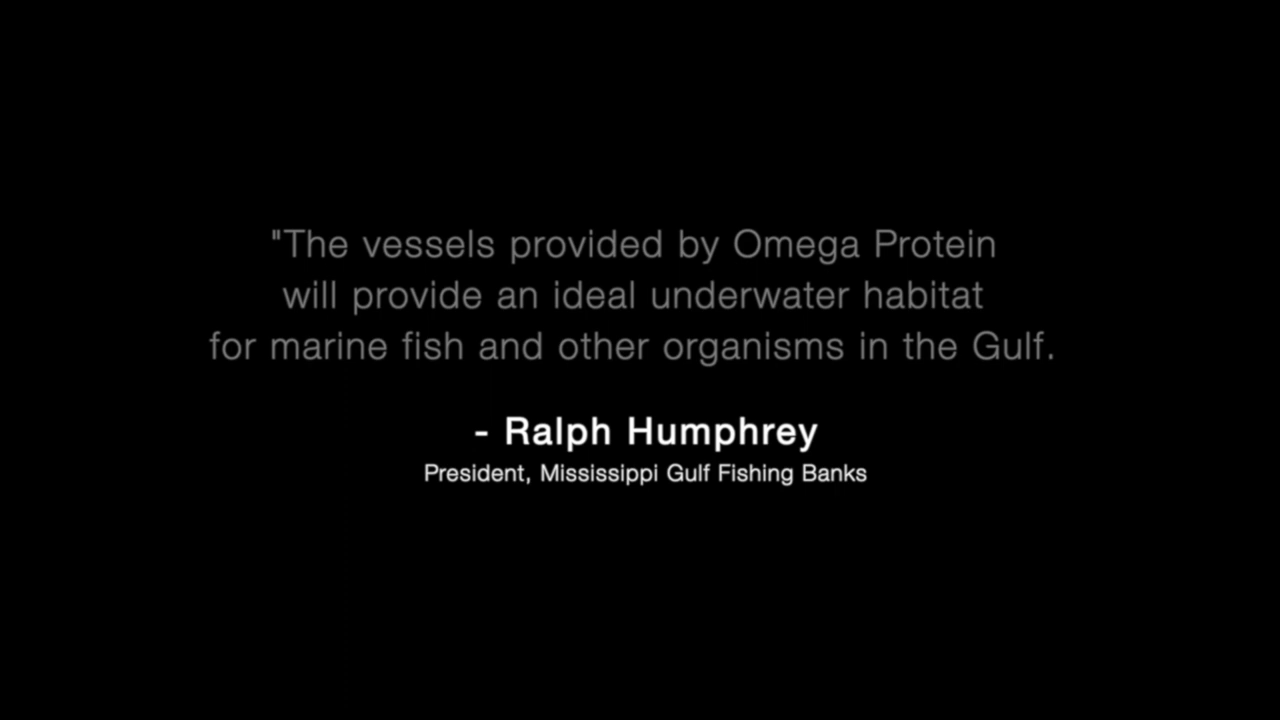 "The vessels provided by Omega Protein
will provide an ideal underwater habitat
for marine fish and other organisms in the Gulf.
- Ralph Humphrey
President, Mississippi Gulf Fishing Banks